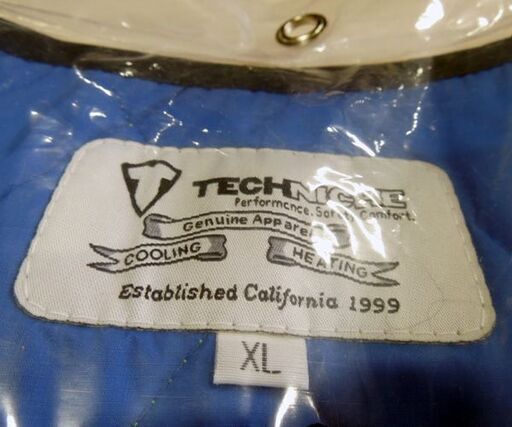 TECHNICHE
Performance. Safety. Comfort.
Genuine Apparel
COOLING HEATING
Established California 1999
XL